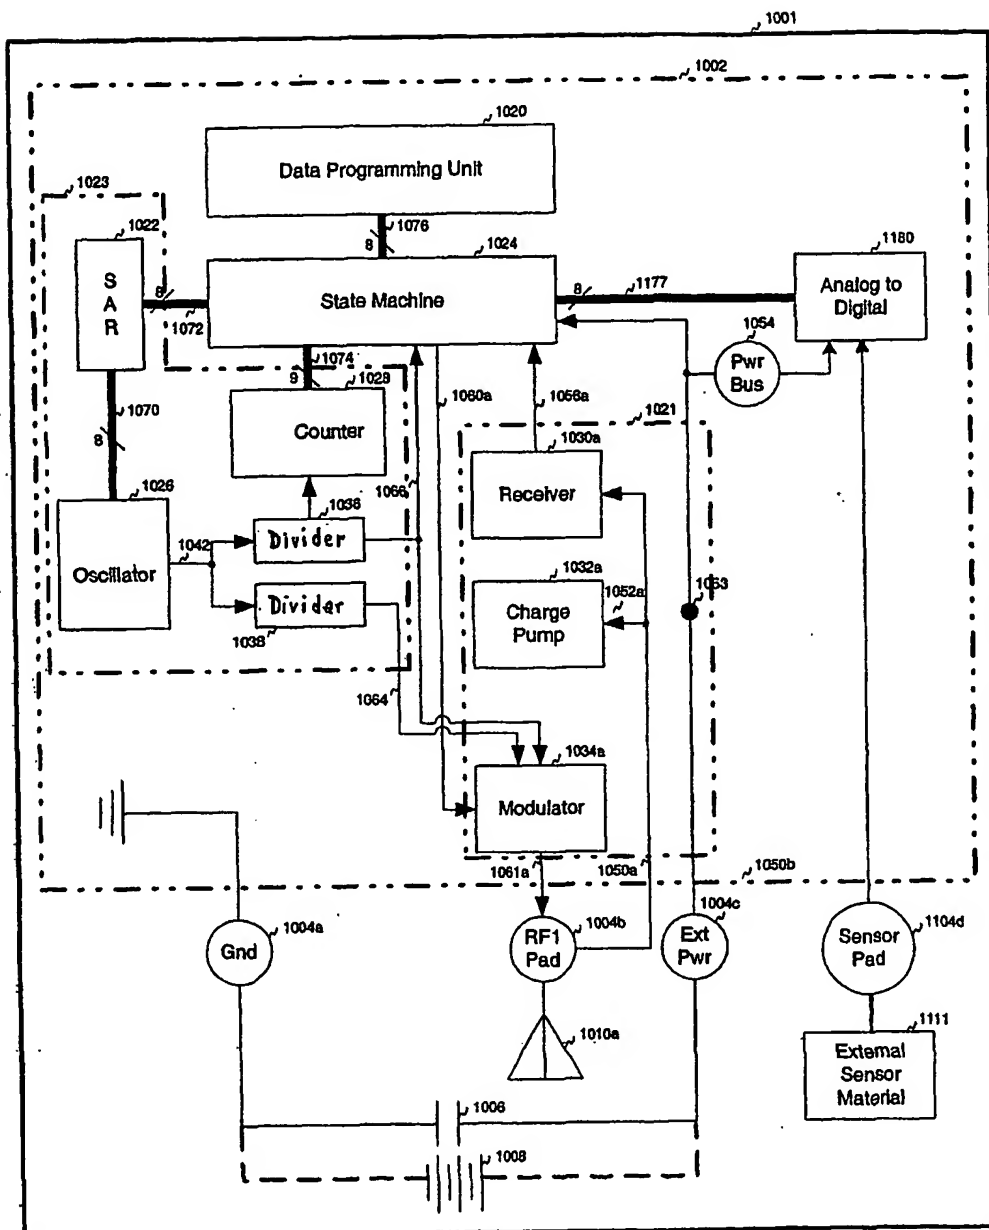 1001
1002
1020
Data Programming Unit
1023
1022
8
1076
1024
1180
S
A
R
8
1072
State Machine
8
1177
Analog to
Digital
1054
Pwr
Bus
1074
9
1028
1060a
1056a
1021
1070
8
Counter
1030a
Receiver
1066
1026
1036
1042
Divider
Oscillator
1032a
1052a
1053
Charge
Pump
Divider
1038
1064
1034a
Modulator
1061a
1050a
1050b
1004a
1004b
1004c
1104d
Gnd
RF1
Pad
Ext
Pwr
Sensor
Pad
1010a
1111
External
Sensor
Material
1006
1008